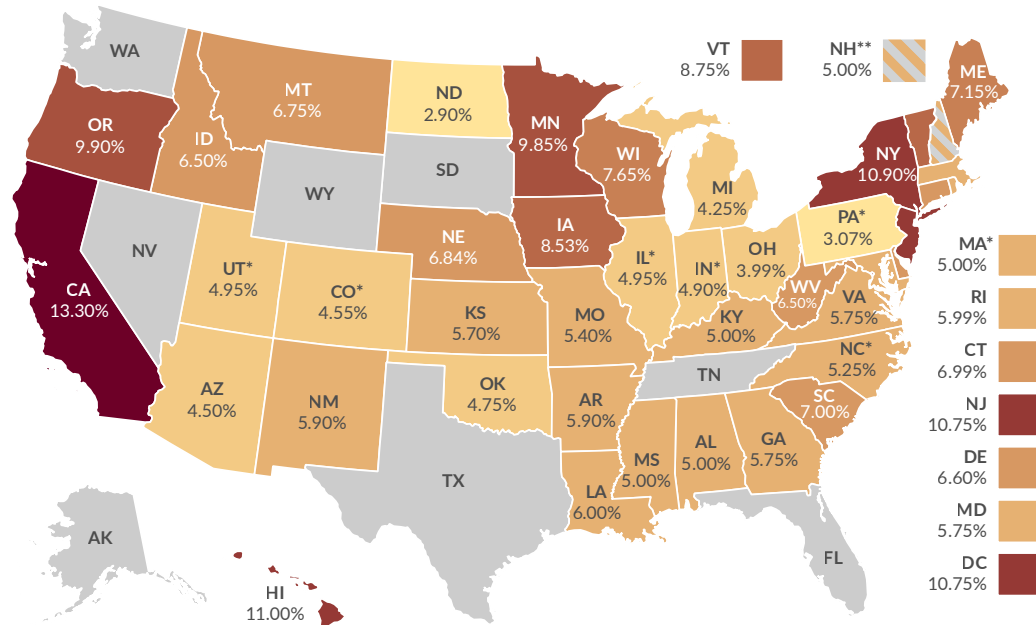 WA
VT
8.75%
NH**
5.00%
ME
7.15%
MT
6.75%
ND
2.90%
OR
9.90%
ID
6.50%
MN
9.85%
WI
7.65%
NY
10.90%
SD
WY
MI
4.25%
PA*
3.07%
NV
NE
6.84%
IA
8.53%
UT*
4.95%
CO*
4.55%
IL*
4.95%
IN*
4.90%
OH
3.99%
WV
6.50%
VA
5.75%
CA
13.30%
KS
5.70%
MO
5.40%
KY
5.00%
NC*
5.25%
TN
AZ
4.50%
NM
5.90%
OK
4.75%
AR
5.90%
SC
7.00%
MS
5.00%
AL
5.00%
GA
5.75%
TX
LA
6.00%
FL
AK
HI
11.00%
MA*
5.00%
RI
5.99%
CT
6.99%
NJ
10.75%
DE
6.60%
MD
5.75%
DC
10.75%